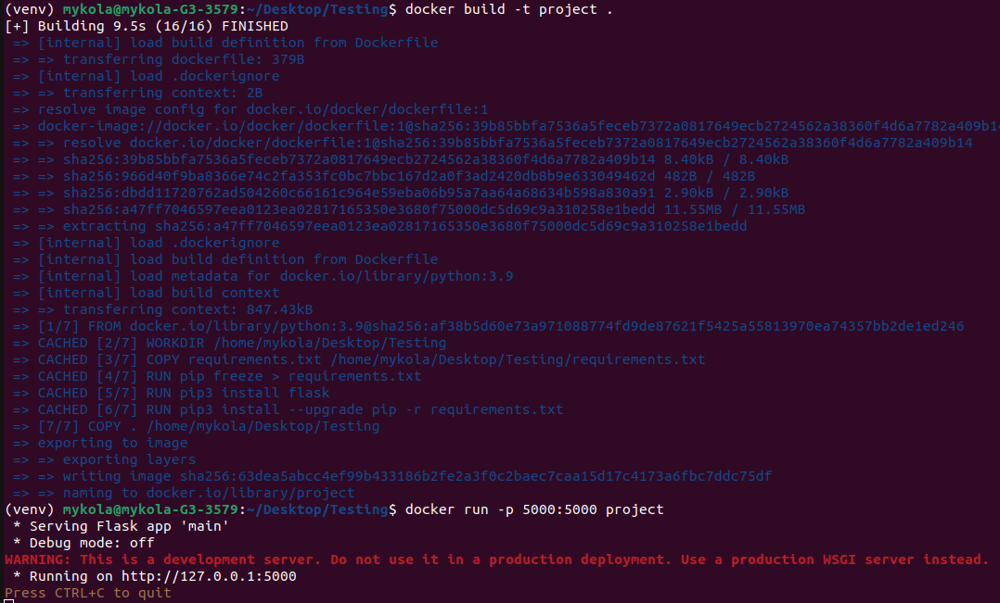 (venv) mykola@mykola-G3-3579:~/Desktop/Testing$ docker build -t project .
[+] Building 9.5s (16/16) FINISHED
=> [internal] load build definition from Dockerfile
=> => transferring dockerfile: 379B
=> [internal] load .dockerignore
=> => transferring context: 2B
=> resolve image config for docker.io/docker/dockerfile:1
=> docker-image://docker.io/docker/dockerfile:1@sha256:39b85bbfa7536a5feceb7372a0817649ecb2724562a38360f4d6a7782a409b14
=> => resolve docker.io/docker/dockerfile:1@sha256:39b85bbfa7536a5feceb7372a0817649ecb2724562a38360f4d6a7782a409b14
=> => sha256:39b85bbfa7536a5feceb7372a0817649ecb2724562a38360f4d6a7782a409b14 8.40kB / 8.40kB
=> => sha256:966d40f9ba8366e74c2fa353fc0bc7bbc167d2a0f3ad2420db8b9e633049462d 482B / 482B
=> => sha256:dbdd11720762ad504260c66161c964e59eba06b95a7aa64a68634b598a830a91 2.90kB / 2.90kB
=> => sha256:a47ff7046597eea0123ea02817165350e3680f75000dc5d69c9a310258e1bedd 11.55MB / 11.55MB
=> => extracting sha256:a47ff7046597eea0123ea02817165350e3680f75000dc5d69c9a310258e1bedd
=> [internal] load .dockerignore
=> [internal] load build definition from Dockerfile
=> [internal] load metadata for docker.io/library/python:3.9
=> [internal] load build context
=> => transferring context: 847.43kB
=> [1/7] FROM docker.io/library/python:3.9@sha256:af38b5d60e73a971088774fd9de87621f5425a55813970ea74357bb2de1ed246
=> CACHED [2/7] WORKDIR /home/mykola/Desktop/Testing
=> CACHED [3/7] COPY requirements.txt /home/mykola/Desktop/Testing/requirements.txt
=> CACHED [4/7] RUN pip freeze > requirements.txt
=> CACHED [5/7] RUN pip3 install flask
=> CACHED [6/7] RUN pip3 install --upgrade pip -r requirements.txt
=> [7/7] COPY . /home/mykola/Desktop/Testing
=> exporting to image
=> => exporting layers
=> => writing image sha256:63dea5abcc4ef99b433186b2fe2a3f0c2baec7caa15d17c4173a6fbc7ddc75df
=> => naming to docker.io/library/project
(venv) mykola@mykola-G3-3579:~/Desktop/Testing$ docker run -p 5000:5000 project
* Serving Flask app 'main'
* Debug mode: off
WARNING: This is a development server. Do not use it in a production deployment. Use a production WSGI server instead.
* Running on http://127.0.0.1:5000
Press CTRL+C to quit